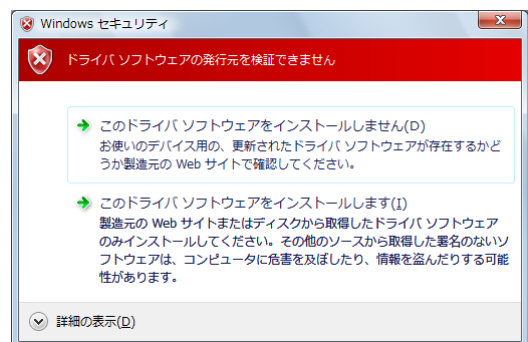 Windows セキュリティ
ドライバ ソフトウェアの発行元を検証できません
このドライバ ソフトウェアをインストールしません(D)
お使いのデバイス用の、更新されたドライバ ソフトウェアが存在するかど
うか製造元の Web サイトで確認してください。
このドライバ ソフトウェアをインストールします(I)
製造元の Web サイトまたはディスクから取得したドライバ ソフトウェア
のみインストールしてください。その他のソースから取得した署名のないソ
フトウェアは、コンピュータに危害を及ぼしたり、情報を盗んだりする可能
性があります。
詳細の表示(D)